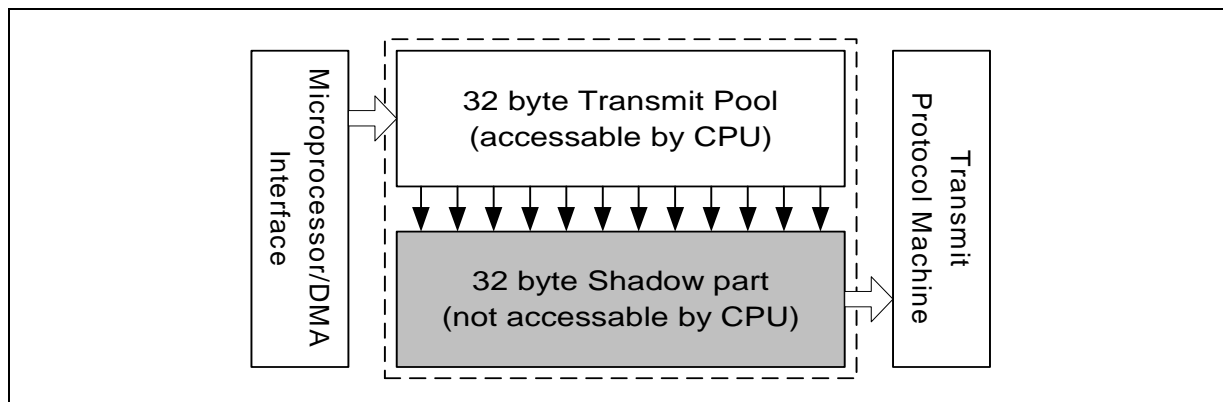 Microprocessor/DMA
Interface
32 byte Transmit Pool
(accessable by CPU)
32 byte Shadow part
(not accessable by CPU)
Transmit
Protocol Machine